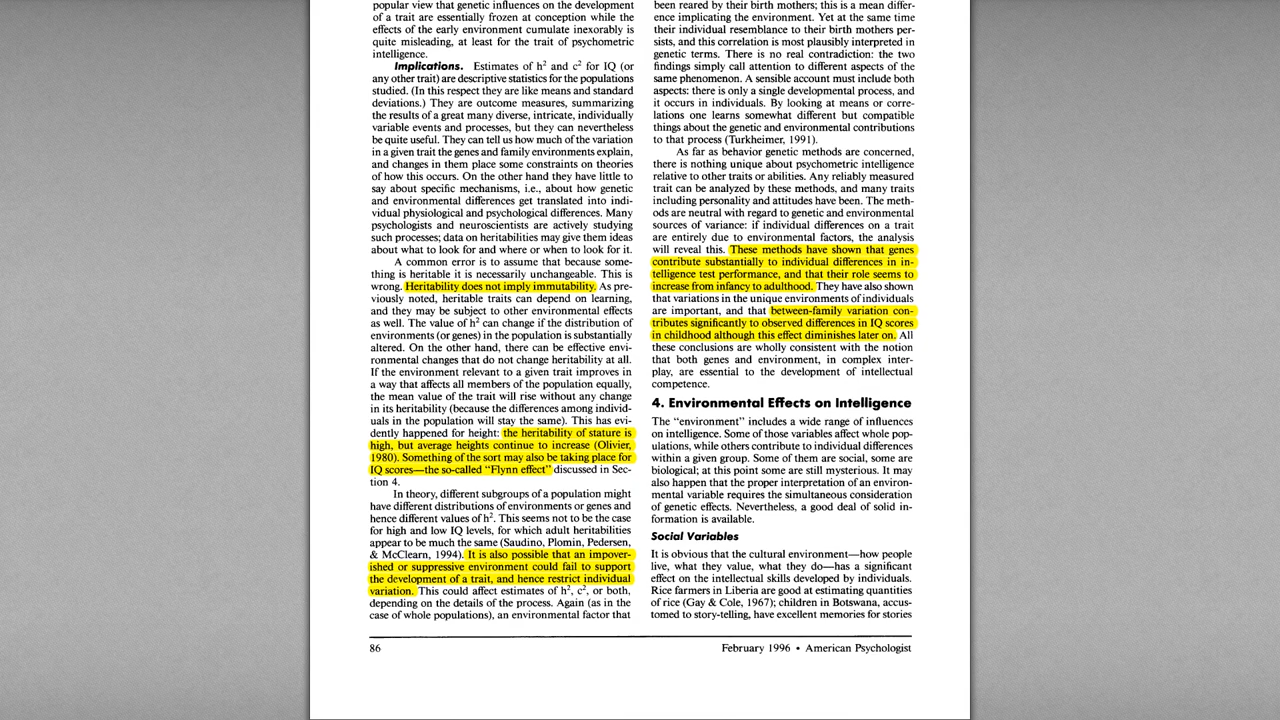 popular view that genetic influences on the development
of a trait are essentially frozen at conception while the
effects of the early environment cumulate inexorably is
quite misleading, at least for the trait of psychometric
intelligence.
Implications. Estimates of h² and c² for IQ (or
any other trait) are descriptive statistics for the populations
studied. (In this respect they are like means and standard
deviations.) They are outcome measures, summarizing
the results of a great many diverse, intricate, individually
variable events and processes, but they can nevertheless
be quite useful. They can tell us how much of the variation
in a given trait the genes and family environments explain,
and changes in them place some constraints on theories
of how this occurs. On the other hand they have little to
say about specific mechanisms, i.e., about how genetic
and environmental differences get translated into indi-
vidual physiological and psychological differences. Many
psychologists and neuroscientists are actively studying
such processes; data on heritabilities may give them ideas
about what to look for and where or when to look for it.
A common error is to assume that because some-
thing is heritable it is necessarily unchangeable. This is
wrong. Heritability does not imply immutability. As pre-
viously noted, heritable traits can depend on learning,
and they may be subject to other environmental effects
as well. The value of h² can change if the distribution of
environments (or genes) in the population is substantially
altered. On the other hand, there can be effective envi-
ronmental changes that do not change heritability at all.
If the environment relevant to a given trait improves in
a way that affects all members of the population equally,
the mean value of the trait will rise without any change
in its heritability (because the differences among individ-
uals in the population will stay the same). This has evi-
dently happened for height: the heritability of stature is
high, but average heights continue to increase (Olivier,
1980). Something of the sort may also be taking place for
IQ scores—the so-called "Flynn effect" discussed in Sec-
tion 4.
In theory, different subgroups of a population might
have different distributions of environments or genes and
hence different values of h². This seems not to be the case
for high and low IQ levels, for which adult heritabilities
appear to be much the same (Saudino, Plomin, Pedersen,
& McClearn, 1994). It is also possible that an impover-
ished or suppressive environment could fail to support
the development of a trait, and hence restrict individual
variation. This could affect estimates of h², c², or both,
depending on the details of the process. Again (as in the
case of whole populations), an environmental factor that
been reared by their birth mothers; this is a mean differ-
ence implicating the environment. Yet at the same time
their individual resemblance to their birth mothers per-
sists, and this correlation is most plausibly interpreted in
genetic terms. There is no real contradiction: the two
findings simply call attention to different aspects of the
same phenomenon. A sensible account must include both
aspects: there is only a single developmental process, and
it occurs in individuals. By looking at means or corre-
lations one learns somewhat different but compatible
things about the genetic and environmental contributions
to that process (Turkheimer, 1991).
As far as behavior genetic methods are concerned,
there is nothing unique about psychometric intelligence
relative to other traits or abilities. Any reliably measured
trait can be analyzed by these methods, and many traits
including personality and attitudes have been. The meth-
ods are neutral with regard to genetic and environmental
sources of variance: if individual differences on a trait
are entirely due to environmental factors, the analysis
will reveal this. These methods have shown that genes
contribute substantially to individual differences in in-
telligence test performance, and that their role seems to
increase from infancy to adulthood. They have also shown
that variations in the unique environments of individuals
are important, and that between-family variation con-
tributes significantly to observed differences in IQ scores
in childhood although this effect diminishes later on. All
these conclusions are wholly consistent with the notion
that both genes and environment, in complex inter-
play, are essential to the development of intellectual
competence.
4. Environmental Effects on Intelligence
The "environment" includes a wide range of influences
on intelligence. Some of those variables affect whole pop-
ulations, while others contribute to individual differences
within a given group. Some of them are social, some are
biological; at this point some are still mysterious. It may
also happen that the proper interpretation of an environ-
mental variable requires the simultaneous consideration
of genetic effects. Nevertheless, a good deal of solid in-
formation is available.
Social Variables
It is obvious that the cultural environment—how people
live, what they value, what they do—has a significant
effect on the intellectual skills developed by individuals.
Rice farmers in Liberia are good at estimating quantities
of rice (Gay & Cole, 1967); children in Botswana, accus-
tomed to story-telling, have excellent memories for stories
86
February 1996 • American Psychologist